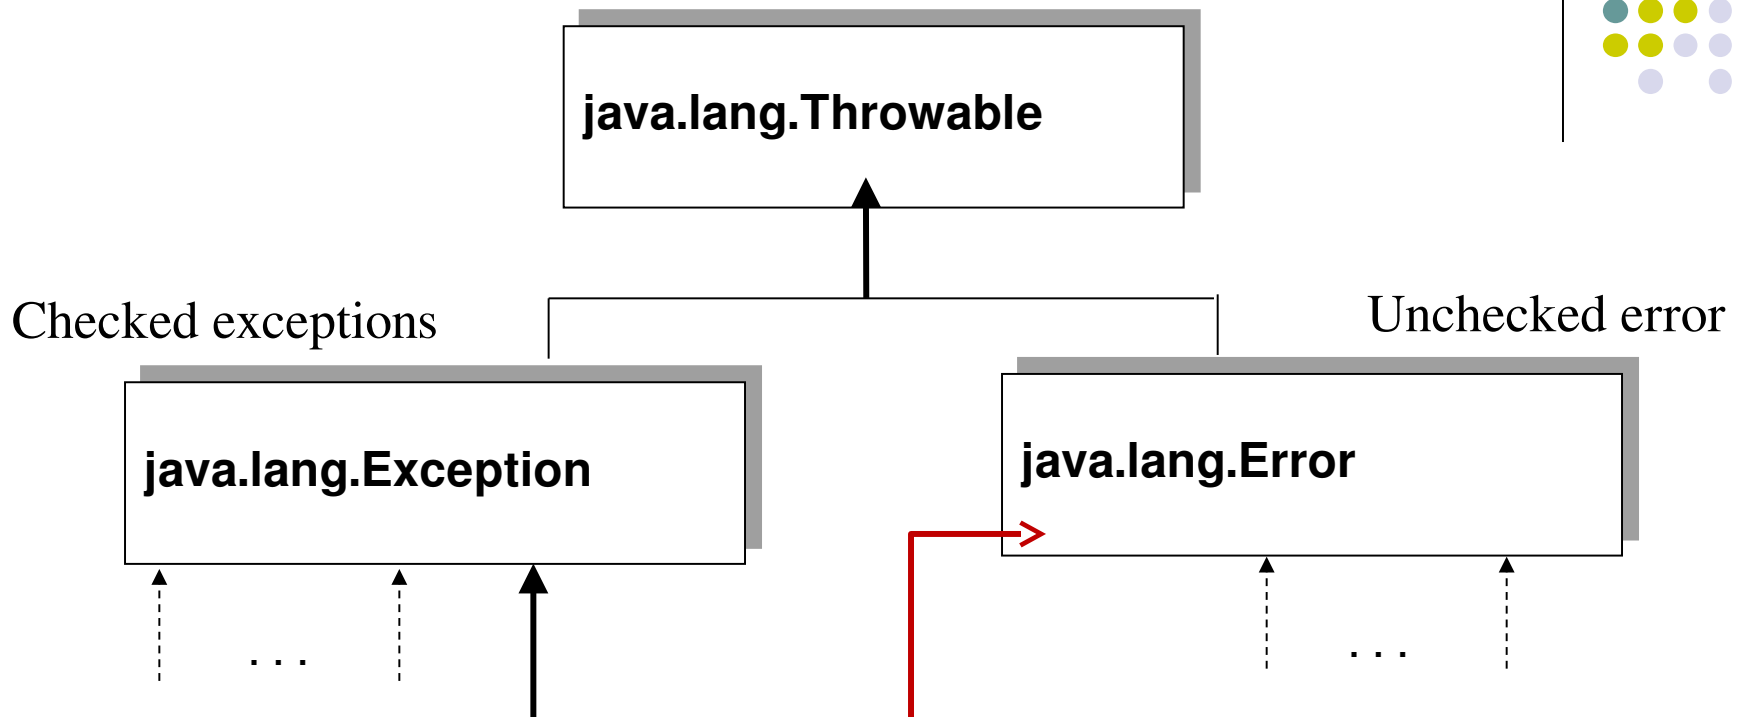 java.lang.Throwable
Checked exceptions
Unchecked error
java.lang.Exception
java.lang.Error
. . .
. . .